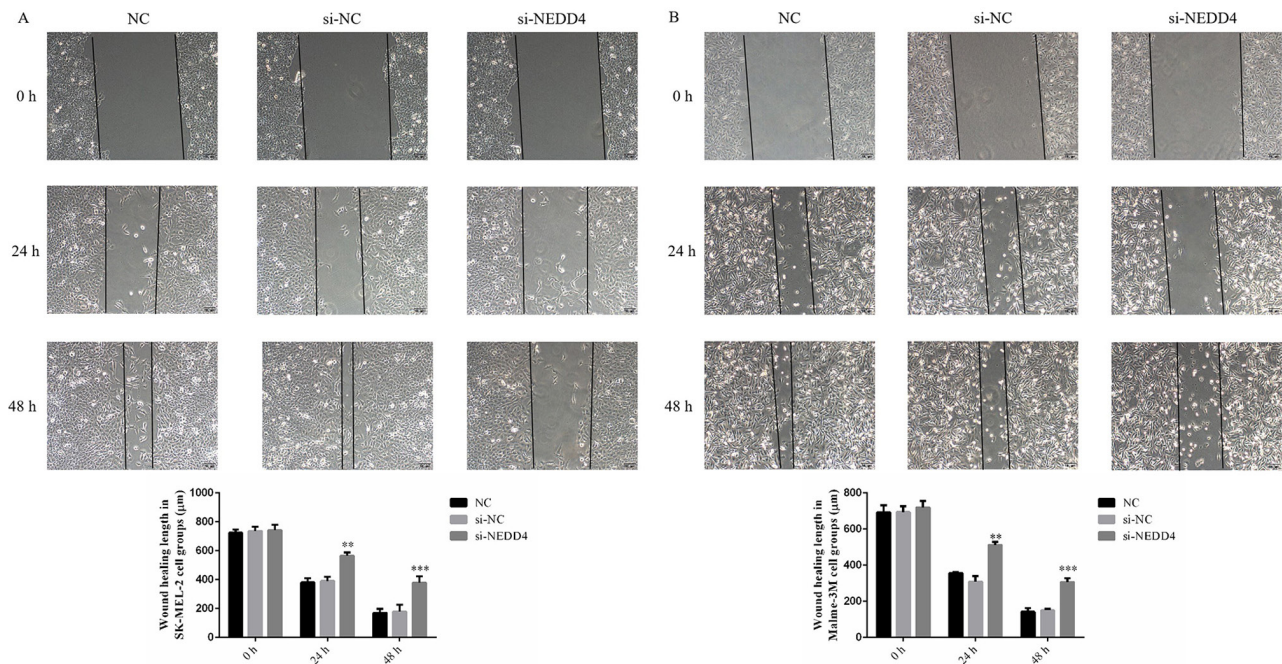 A
NC
si-NC
si-NEDD4
B
NC
si-NC
si-NEDD4
0 h
0 h
24 h
24 h
48 h
48 h
Wound healing length in
SK-MEL-2 cell groups (μm)
1000
800
600
400
200
0
**
***
0 h
24 h
48 h
NC
si-NC
si-NEDD4
Wound healing length in
Malme-3M cell groups (μm)
800
600
400
200
0
**
***
0 h
24 h
48 h
NC
si-NC
si-NEDD4